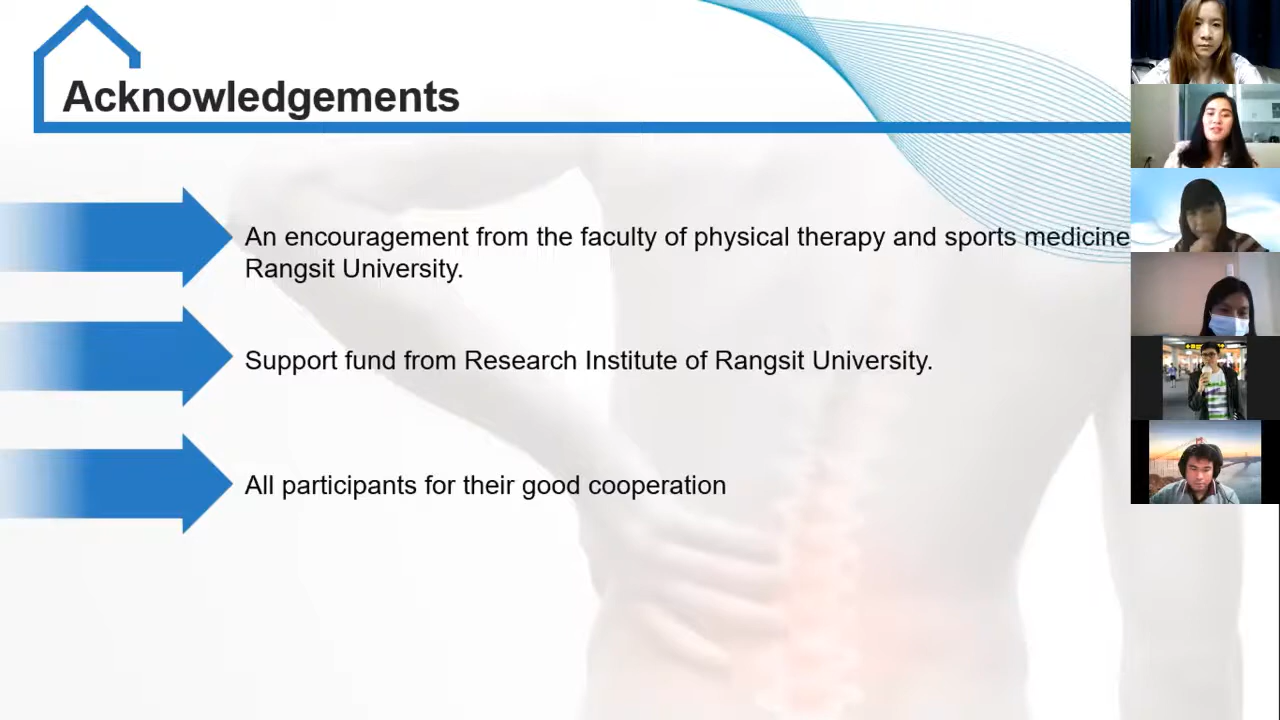 Acknowledgements
An encouragement from the faculty of physical therapy and sports medicine
Rangsit University.
Support fund from Research Institute of Rangsit University.
All participants for their good cooperation